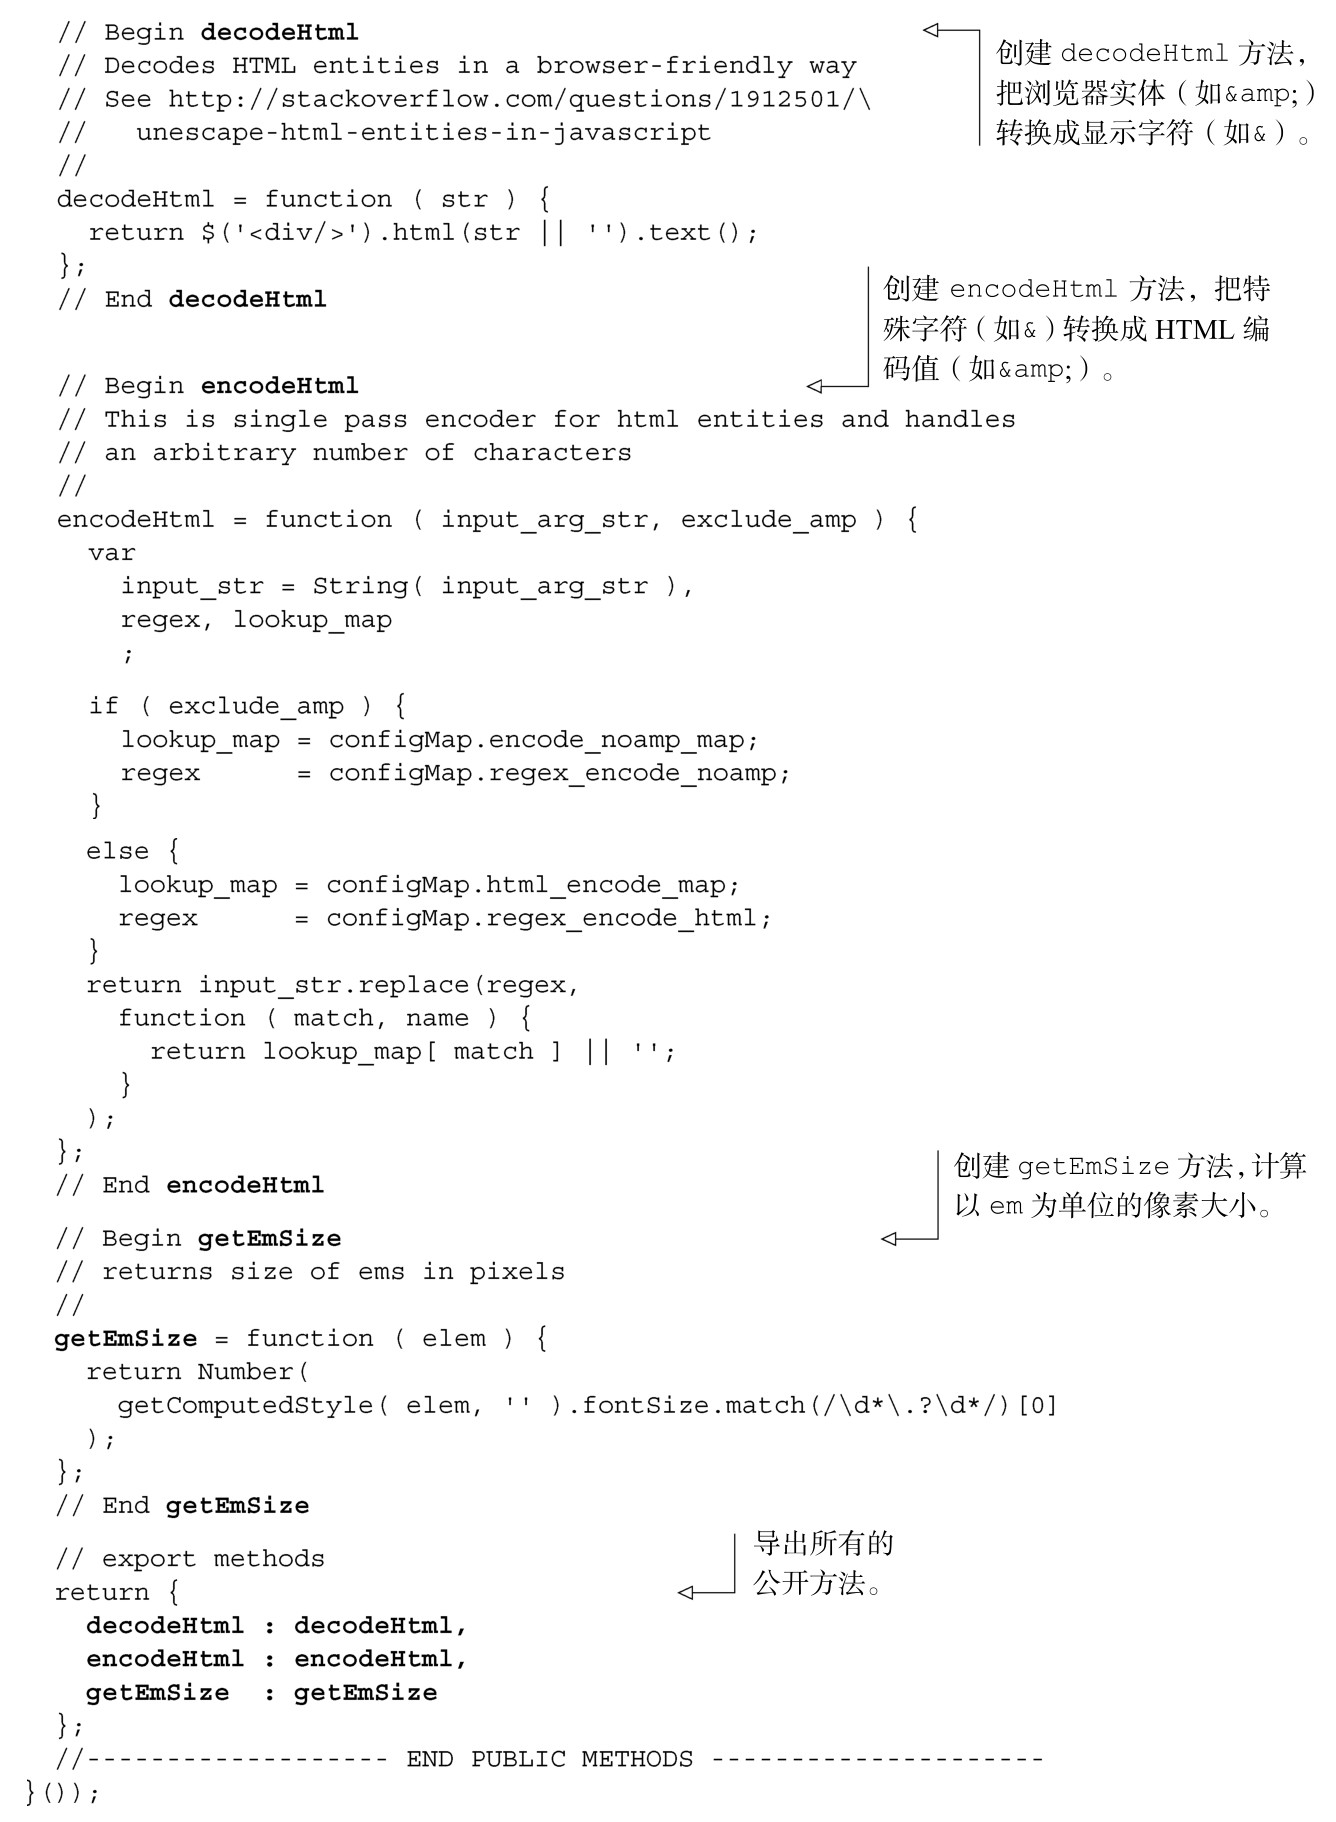 // Begin decodeHtml
// Decodes HTML entities in a browser-friendly way
// See http://stackoverflow.com/questions/1912501/\
//   unescape-html-entities-in-javascript
//
创建 decodeHtml 方法，
把浏览器实体（如&amp;）
转换成显示字符（如&）。
decodeHtml = function ( str ) {
  return $('<div/>').html(str || '').text();
};
// End decodeHtml
创建 encodeHtml 方法，把特
殊字符（如&）转换成 HTML 编
码值（如&amp;）。
// Begin encodeHtml
// This is single pass encoder for html entities and handles
// an arbitrary number of characters
//
encodeHtml = function ( input_arg_str, exclude_amp ) {
  var
    input_str = String( input_arg_str ),
    regex, lookup_map
    ;
  if ( exclude_amp ) {
    lookup_map = configMap.encode_noamp_map;
    regex      = configMap.regex_encode_noamp;
  }
  else {
    lookup_map = configMap.html_encode_map;
    regex      = configMap.regex_encode_html;
  }
  return input_str.replace(regex,
    function ( match, name ) {
      return lookup_map[ match ] || '';
    }
  );
};
// End encodeHtml
创建 getEmSize 方法，计算
以 em 为单位的像素大小。
// Begin getEmSize
// returns size of ems in pixels
//
getEmSize = function ( elem ) {
  return Number(
    getComputedStyle( elem, '' ).fontSize.match(/\d*\.?\d*/)[0]
  );
};
// End getEmSize
导出所有的
公开方法。
// export methods
return {
  decodeHtml : decodeHtml,
  encodeHtml : encodeHtml,
  getEmSize  : getEmSize
};
//------------------- END PUBLIC METHODS ---------------------
}());